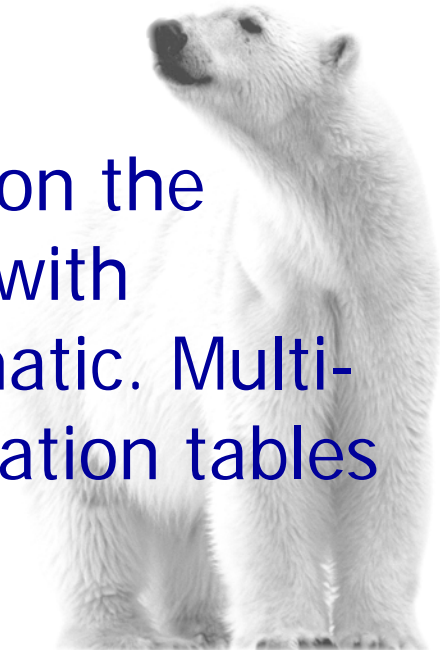 on the
with
natic. Multi-
ation tables